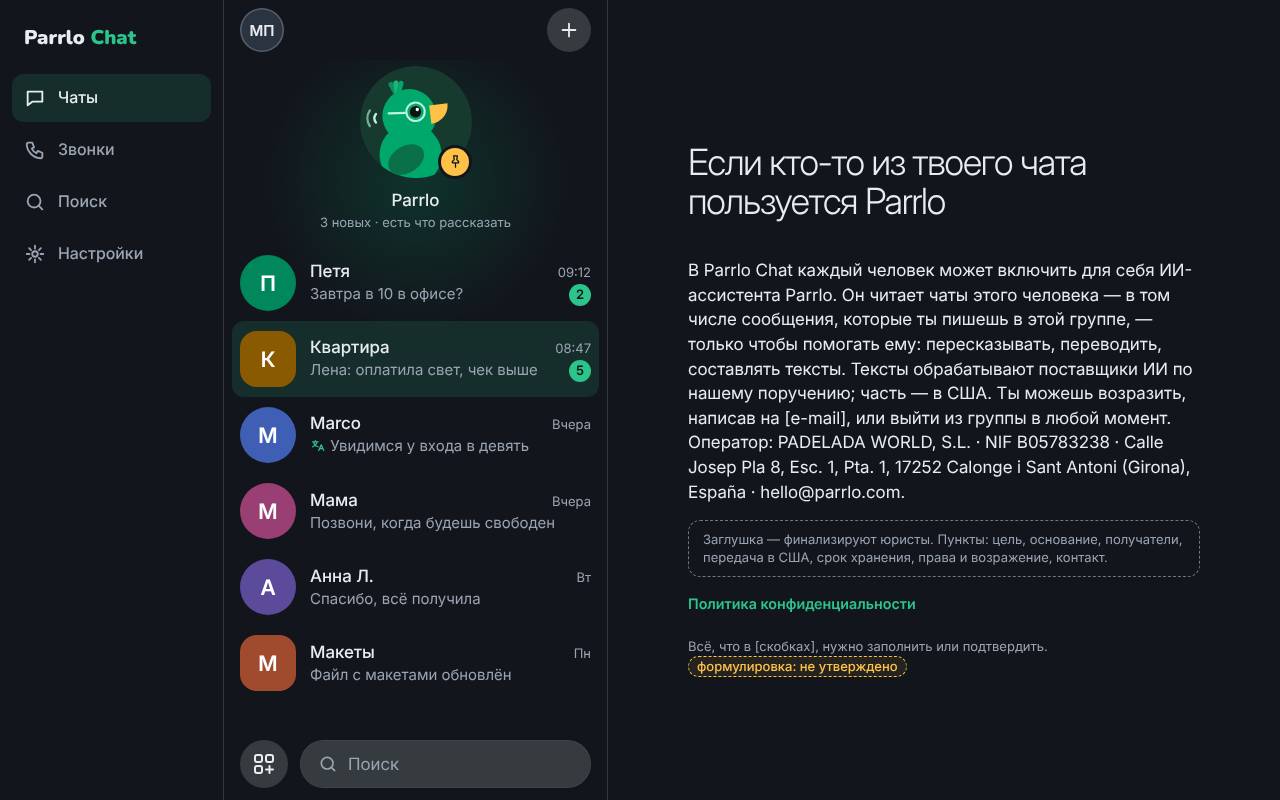 Parrlo Chat
Чаты
Звонки
Поиск
Настройки
МП
Parrlo
3 новых · есть что рассказать
П
Петя
09:12
Завтра в 10 в офисе?
2
К
Квартира
08:47
Лена: оплатила свет, чек выше
5
M
Marco
Вчера
Увидимся у входа в девять
М
Мама
Вчера
Позвони, когда будешь свободен
А
Анна Л.
Вт
Спасибо, всё получила
М
Макеты
Пн
Файл с макетами обновлён
Поиск
Если кто-то из твоего чата
пользуется Parrlo
В Parrlo Chat каждый человек может включить для себя ИИ-
ассистента Parrlo. Он читает чаты этого человека — в том
числе сообщения, которые ты пишешь в этой группе, —
только чтобы помогать ему: пересказывать, переводить,
составлять тексты. Тексты обрабатывают поставщики ИИ по
нашему поручению; часть — в США. Ты можешь возразить,
написав на [e-mail], или выйти из группы в любой момент.
Оператор: PADELADA WORLD, S.L. · NIF B05783238 · Calle
Josep Pla 8, Esc. 1, Pta. 1, 17252 Calonge i Sant Antoni (Girona),
España · hello@parrlo.com.
Заглушка — финализируют юристы. Пункты: цель, основание, получатели,
передача в США, срок хранения, права и возражение, контакт.
Политика конфиденциальности
Всё, что в [скобках], нужно заполнить или подтвердить.
формулировка: не утверждено